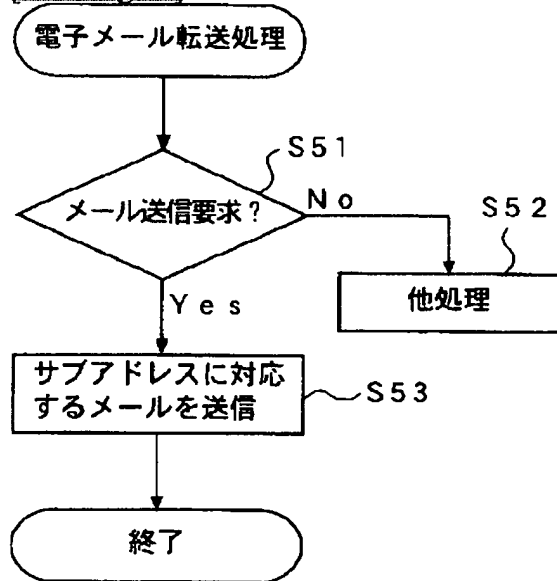 電子メール転送処理
S51
メール送信要求?
No
S52
他処理
Yes
サブアドレスに対応
するメールを送信
S53
終了